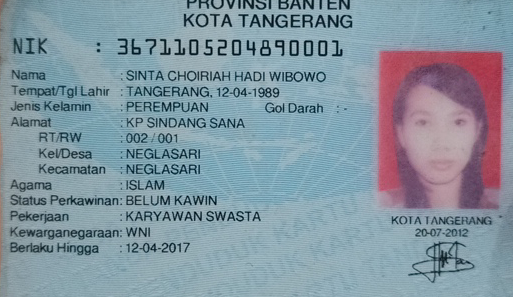 PROVINSI BANTEN
KOTA TANGERANG
NIK : 3671105204890001
Nama : SINTA CHOIRIAH HADI WIBOWO
Tempat/Tgl Lahir : TANGERANG, 12-04-1989
Jenis Kelamin : PEREMPUAN Gol Darah : -
Alamat : KP SINDANG SANA
RT/RW : 002 / 001
Kel/Desa : NEGLASARI
Kecamatan : NEGLASARI
Agama : ISLAM
Status Perkawinan: BELUM KAWIN
Pekerjaan : KARYAWAN SWASTA
Kewarganegaraan: WNI
Berlaku Hingga : 12-04-2017
KOTA TANGERANG
20-07-2012